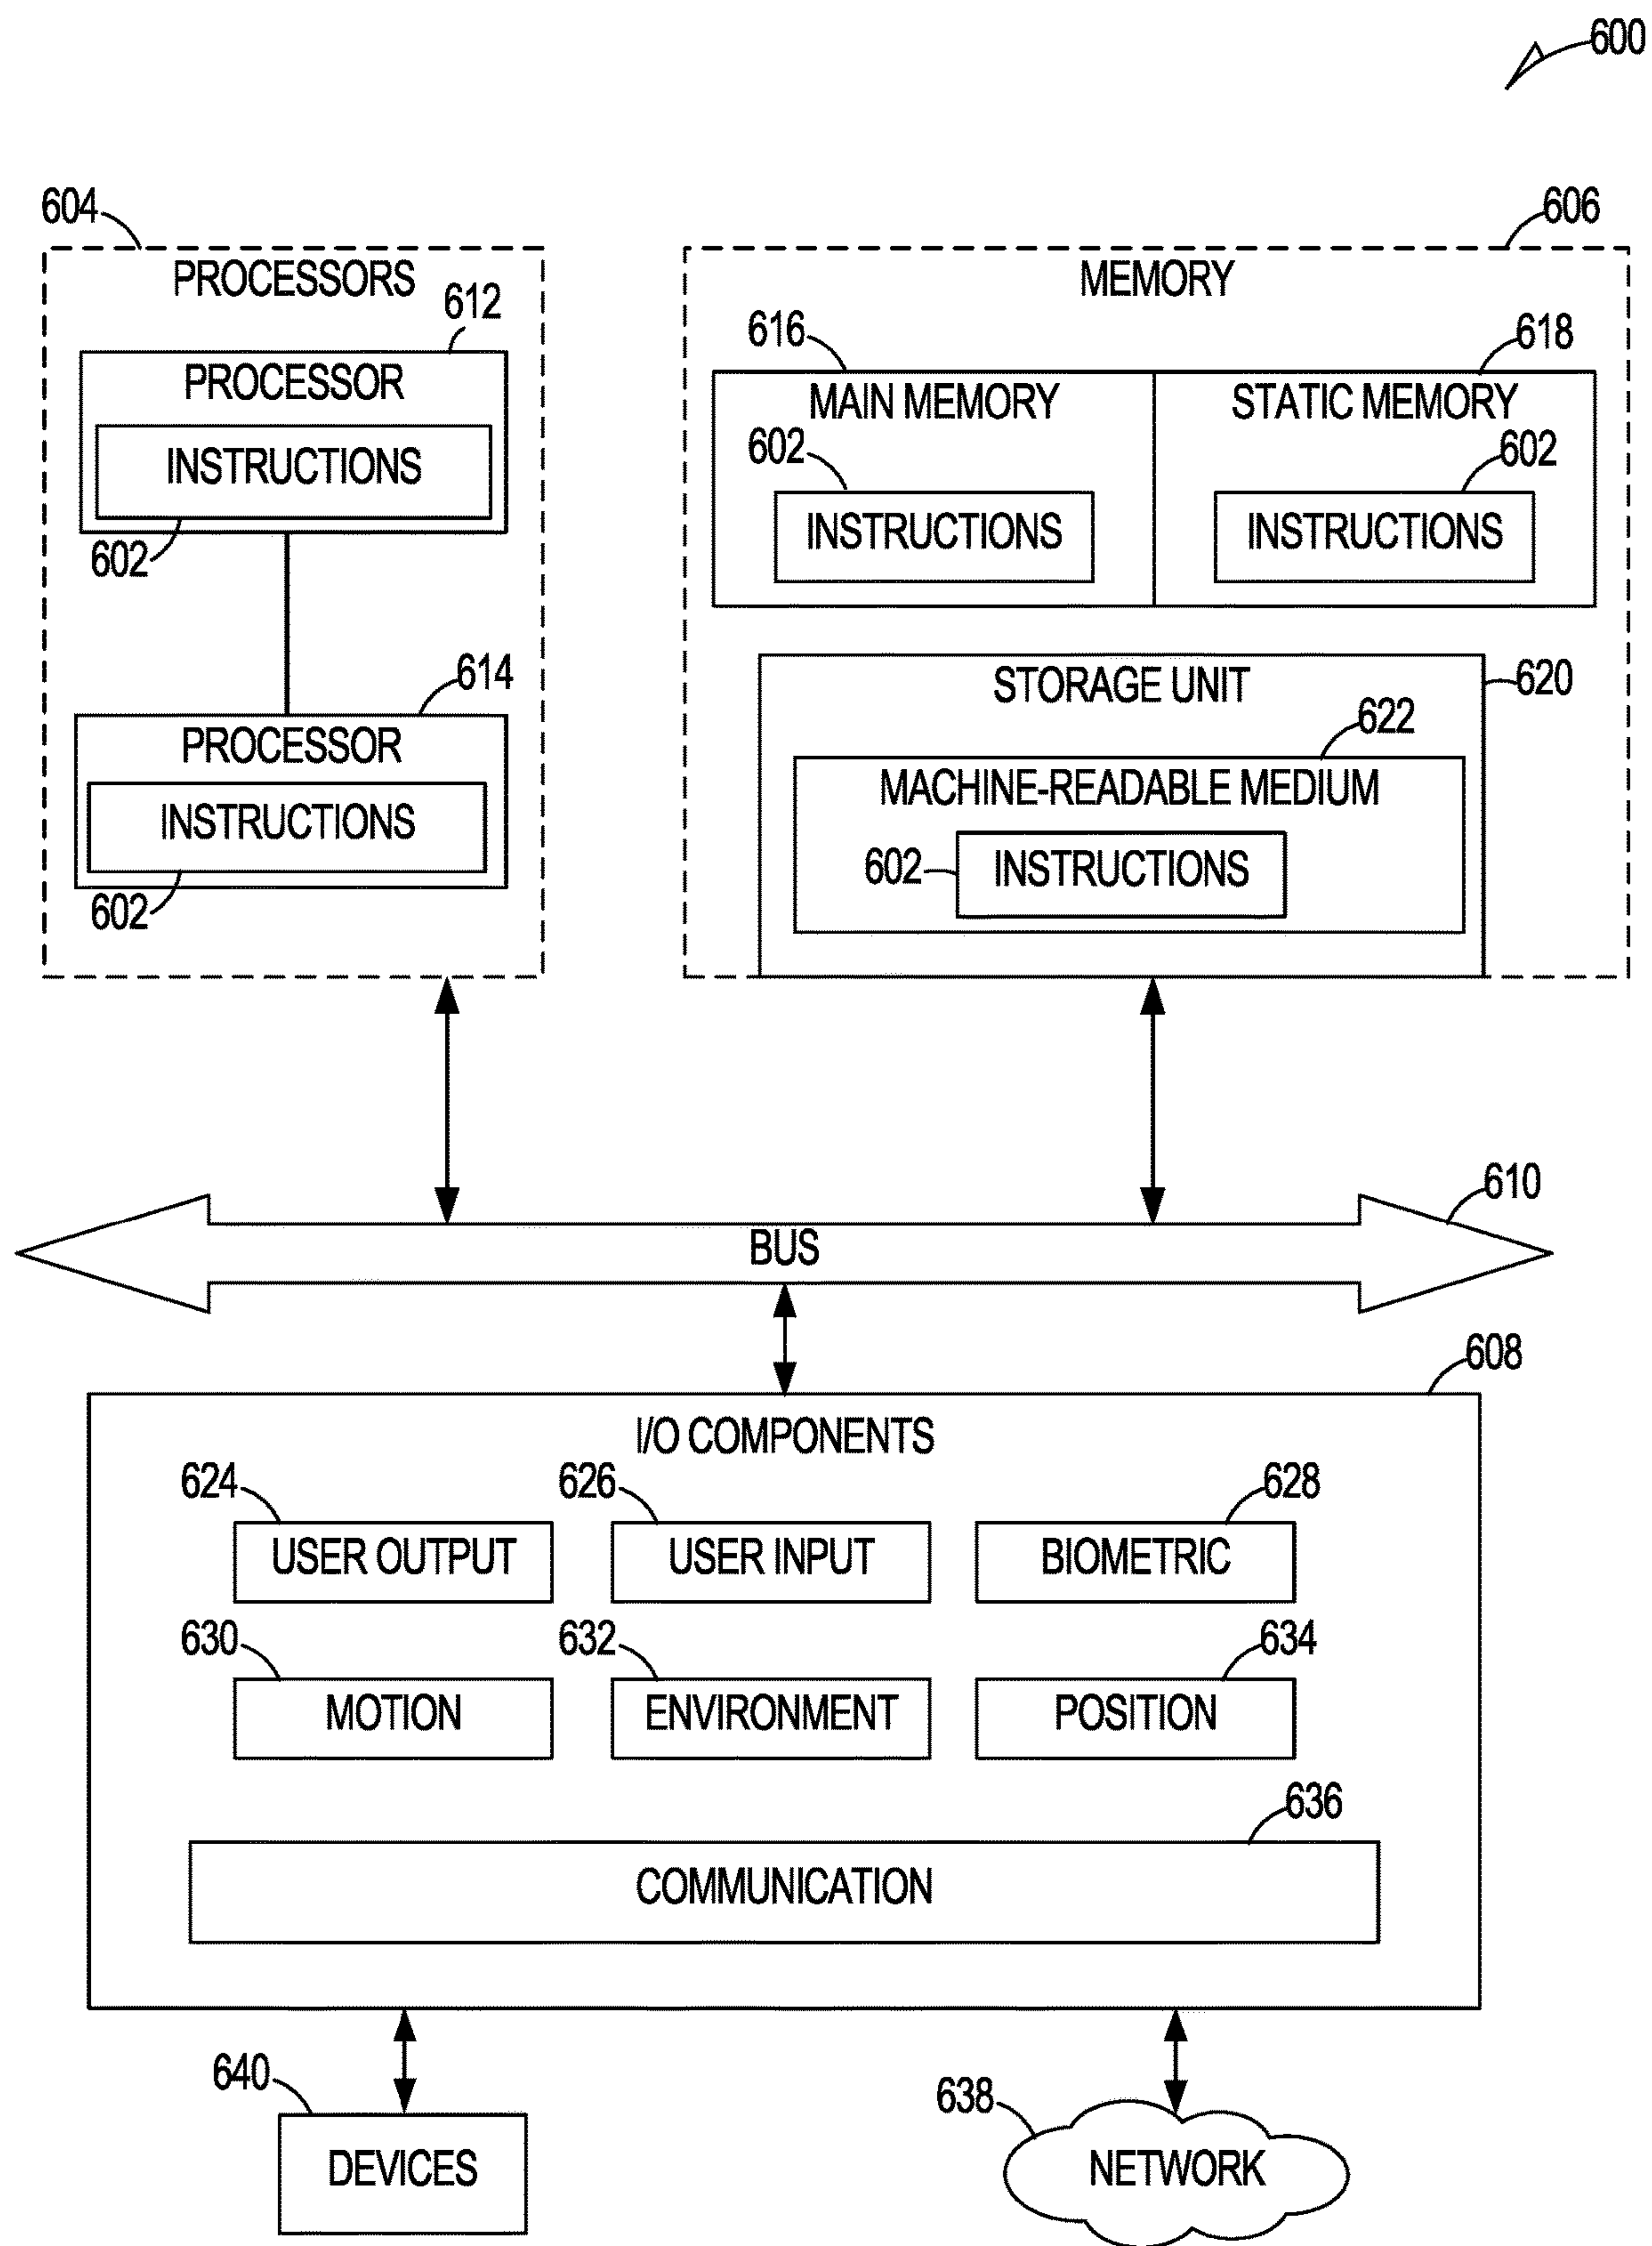 600
604
606
PROCESSORS
MEMORY
612
616
618
PROCESSOR
MAIN MEMORY
STATIC MEMORY
INSTRUCTIONS
602
602
602
INSTRUCTIONS
INSTRUCTIONS
614
STORAGE UNIT
620
622
PROCESSOR
MACHINE-READABLE MEDIUM
INSTRUCTIONS
602
INSTRUCTIONS
602
610
BUS
608
I/O COMPONENTS
624
626
628
USER OUTPUT
USER INPUT
BIOMETRIC
630
632
634
MOTION
ENVIRONMENT
POSITION
636
COMMUNICATION
640
638
DEVICES
NETWORK